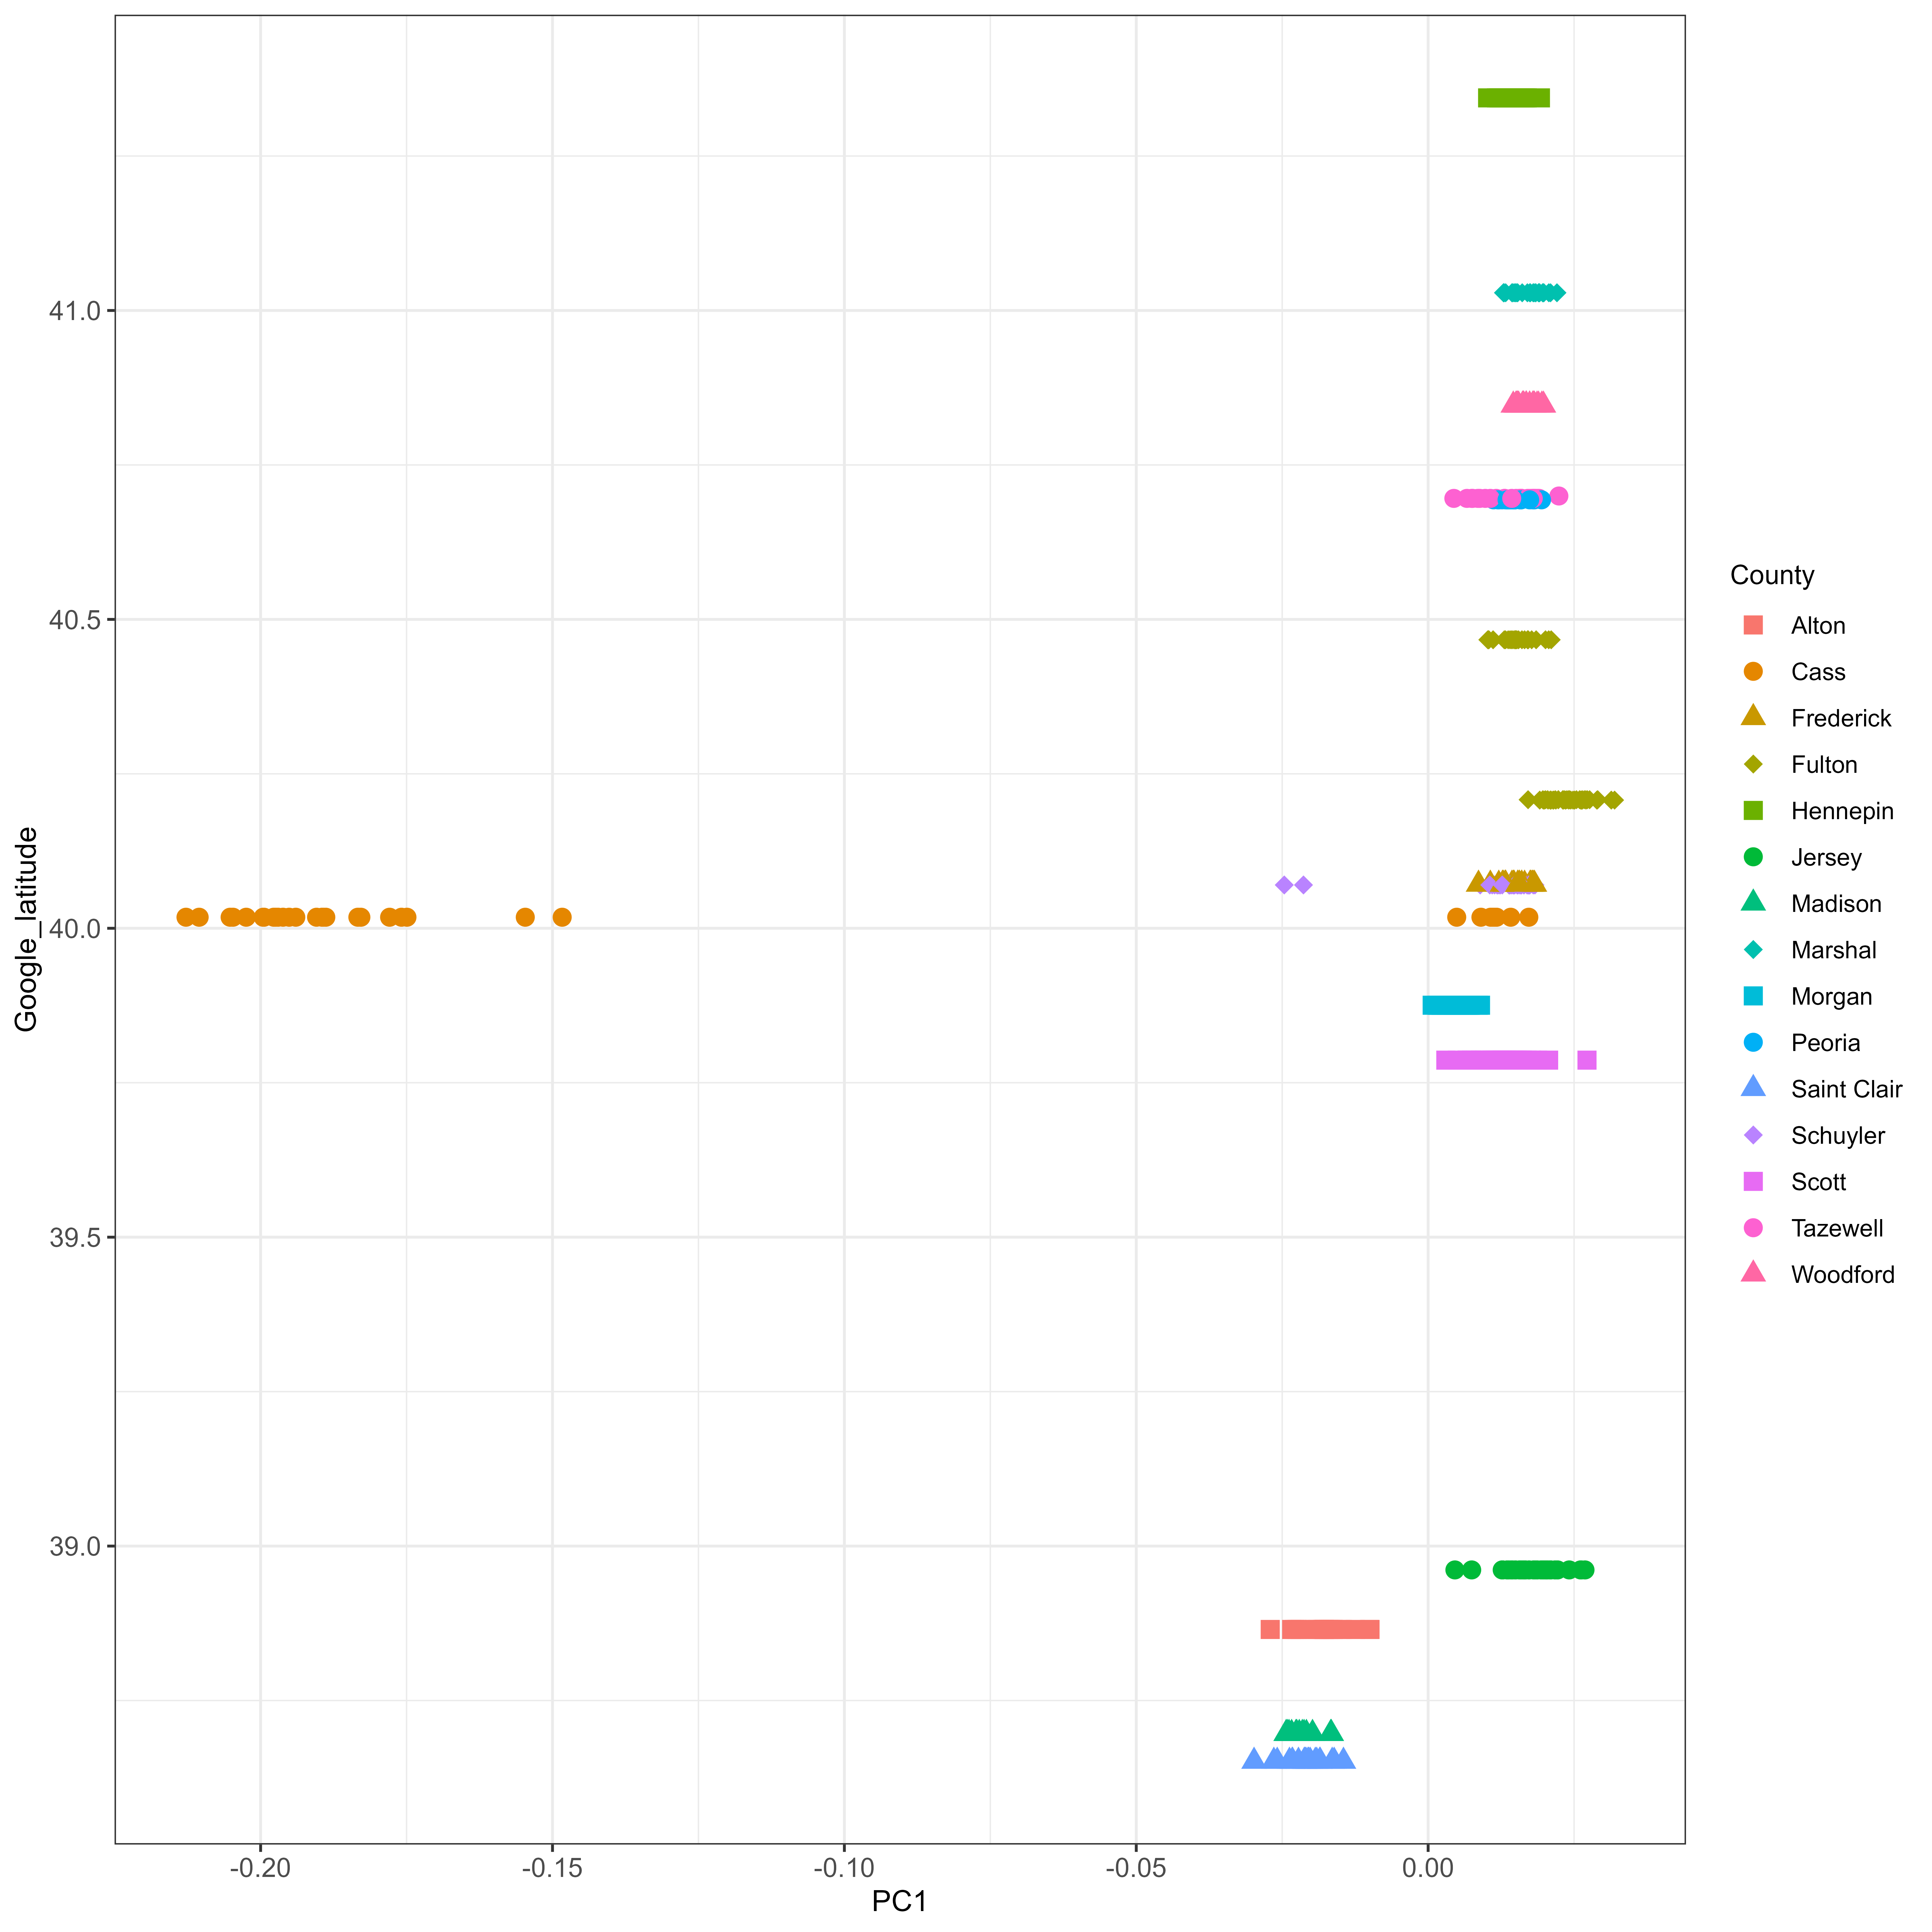 Google_latitude
41.0
40.5
40.0
39.5
39.0
-0.20
-0.15
-0.10
-0.05
0.00
PC1
County
Alton
Cass
Frederick
Fulton
Hennepin
Jersey
Madison
Marshal
Morgan
Peoria
Saint Clair
Schuyler
Scott
Tazewell
Woodford